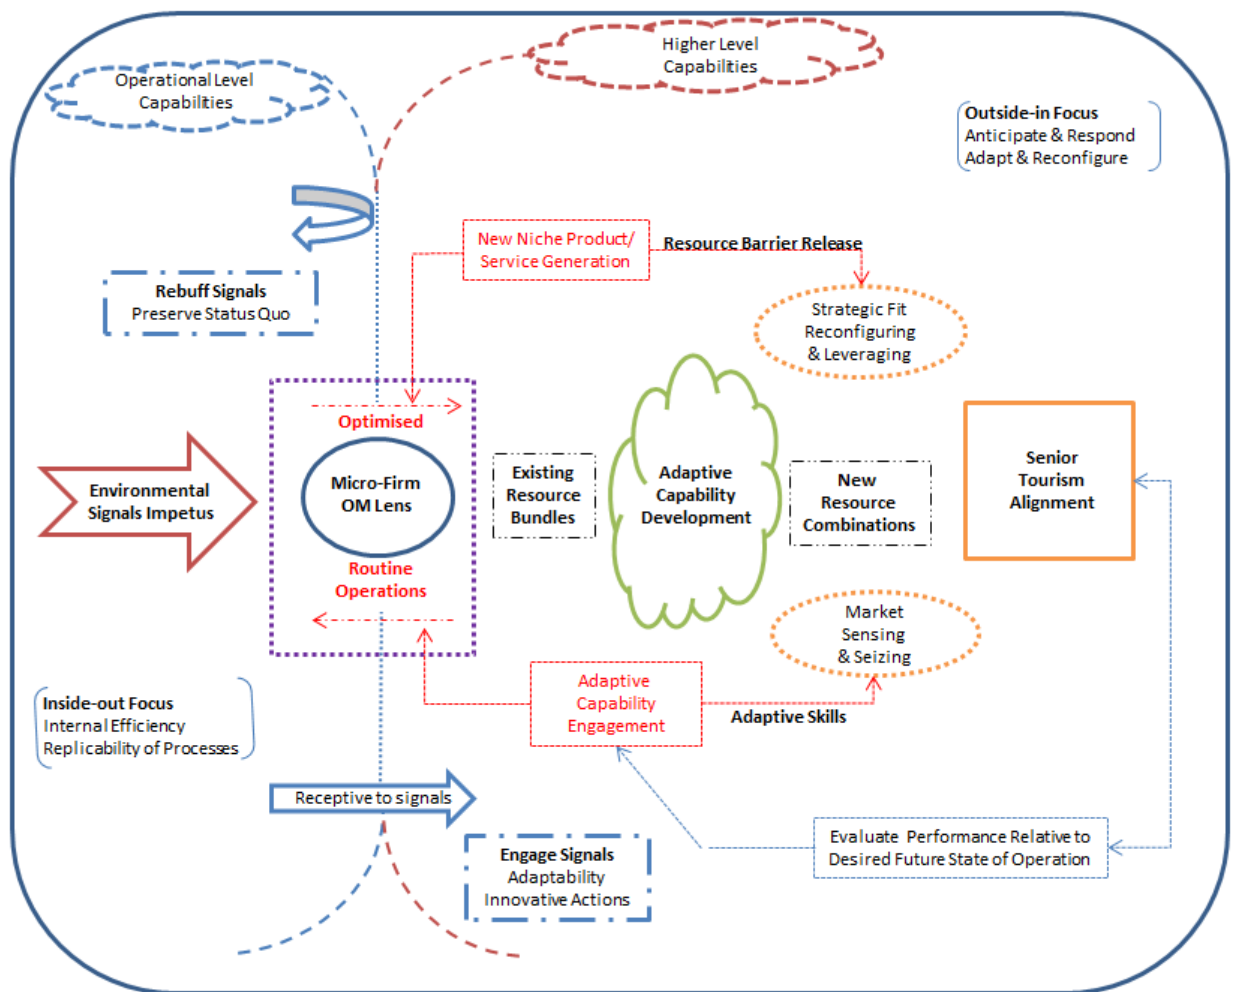 Higher Level
Capabilities
Operational Level
Capabilities
Outside-in Focus
Anticipate & Respond
Adapt & Reconfigure
New Niche Product/
Service Generation
Resource Barrier Release
Rebuff Signals
Preserve Status Quo
Strategic Fit
Reconfiguring
& Leveraging
Optimised
Environmental
Signals Impetus
Micro-Firm
OM Lens
Existing
Resource
Bundles
Adaptive
Capability
Development
New
Resource
Combinations
Senior
Tourism
Alignment
Routine
Operations
Market
Sensing
& Seizing
Inside-out Focus
Internal Efficiency
Replicability of Processes
Adaptive
Capability
Engagement
Adaptive Skills
Receptive to signals
Engage Signals
Adaptability
Innovative Actions
Evaluate Performance Relative to
Desired Future State of Operation